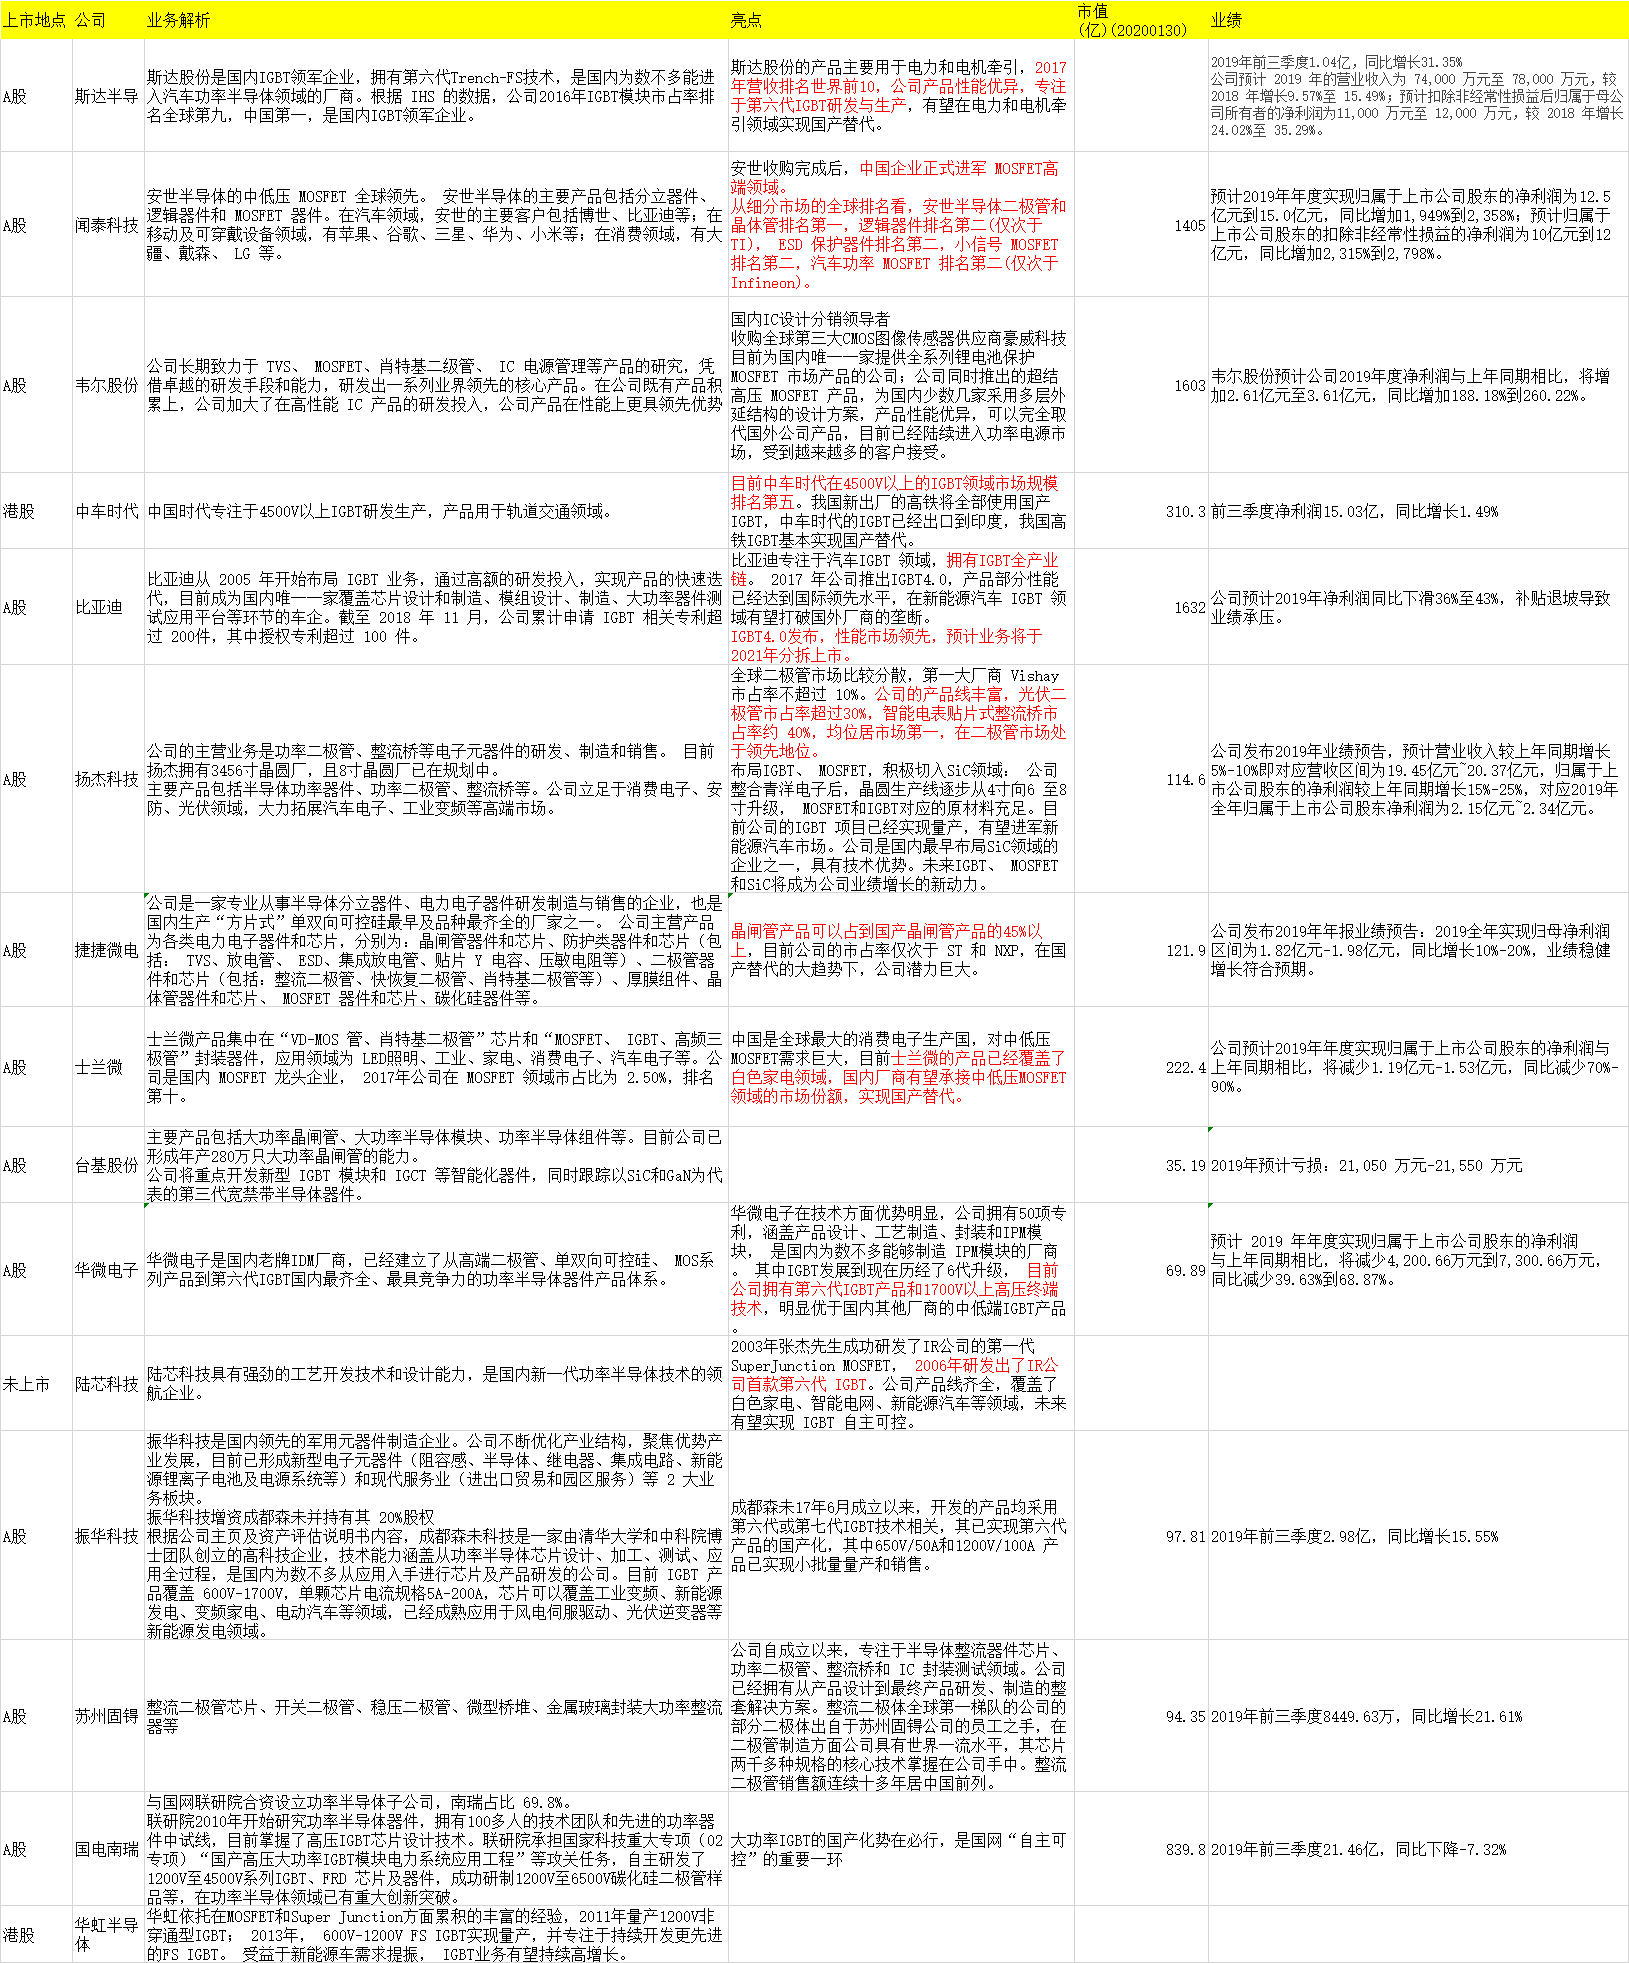 上市地点
公司
业务解析
亮点
市值
(亿)(20200130)
业绩
A股
斯达半导
斯达股份是国内IGBT领军企业，拥有第六代Trench-FS技术，是国内为数不多能进
入汽车功率半导体领域的厂商。根据 IHS 的数据，公司2016年IGBT模块市占率排
名全球第九，中国第一，是国内IGBT领军企业。
斯达股份的产品主要用于电力和电机牵引，2017
年营收排名世界前10，公司产品性能优异，专注
于第六代IGBT研发与生产，有望在电力和电机牵
引领域实现国产替代。
2019年前三季度1.04亿，同比增长31.35%
公司预计 2019 年的营业收入为 74,000 万元至 78,000 万元，较
2018 年增长9.57%至 15.49%；预计扣除非经常性损益后归属于母公
司所有者的净利润为11,000 万元至 12,000 万元，较 2018 年增长
24.02%至 35.29%。
A股
闻泰科技
安世半导体的中低压 MOSFET 全球领先。 安世半导体的主要产品包括分立器件、
逻辑器件和 MOSFET 器件。在汽车领域，安世的主要客户包括博世、比亚迪等；在
移动及可穿戴设备领域，有苹果、谷歌、三星、华为、小米等；在消费领域，有大
疆、戴森、 LG 等。
安世收购完成后，中国企业正式进军 MOSFET高
端领域。
从细分市场的全球排名看，安世半导体二极管和
晶体管排名第一，逻辑器件排名第二(仅次于
TI)， ESD 保护器件排名第二，小信号 MOSFET
排名第二，汽车功率 MOSFET 排名第二(仅次于
Infineon)。
1405
预计2019年年度实现归属于上市公司股东的净利润为12.5
亿元到15.0亿元，同比增加1,949%到2,358%；预计归属于
上市公司股东的扣除非经常性损益的净利润为10亿元到12
亿元，同比增加2,315%到2,798%。
A股
韦尔股份
公司长期致力于 TVS、 MOSFET、肖特基二级管、 IC 电源管理等产品的研究，凭
借卓越的研发手段和能力，研发出一系列业界领先的核心产品。在公司既有产品积
累上，公司加大了在高性能 IC 产品的研发投入，公司产品在性能上更具领先优势
国内IC设计分销领导者
收购全球第三大CMOS图像传感器供应商豪威科技
目前为国内唯一一家提供全系列锂电池保护
MOSFET 市场产品的公司；公司同时推出的超结
高压 MOSFET 产品，为国内少数几家采用多层外
延结构的设计方案，产品性能优异，可以完全取
代国外公司产品，目前已经陆续进入功率电源市
场，受到越来越多的客户接受。
1603
韦尔股份预计公司2019年度净利润与上年同期相比，将增
加2.61亿元至3.61亿元，同比增加188.18%到260.22%。
港股
中车时代
中国时代专注于4500V以上IGBT研发生产，产品用于轨道交通领域。
目前中车时代在4500V以上的IGBT领域市场规模
排名第五。我国新出厂的高铁将全部使用国产
IGBT，中车时代的IGBT已经出口到印度，我国高
铁IGBT基本实现国产替代。
310.3
前三季度净利润15.03亿，同比增长1.49%
A股
比亚迪
比亚迪从 2005 年开始布局 IGBT 业务，通过高额的研发投入，实现产品的快速迭
代，目前成为国内唯一一家覆盖芯片设计和制造、模组设计、制造、大功率器件测
试应用平台等环节的车企。截至 2018 年 11 月，公司累计申请 IGBT 相关专利超
过 200件，其中授权专利超过 100 件。
比亚迪专注于汽车IGBT 领域，拥有IGBT全产业
链。 2017 年公司推出IGBT4.0，产品部分性能
已经达到国际领先水平，在新能源汽车 IGBT 领
域有望打破国外厂商的垄断。
IGBT4.0发布，性能市场领先，预计业务将于
2021年分拆上市。
1632
公司预计2019年净利润同比下滑36%至43%，补贴退坡导致
业绩承压。
A股
扬杰科技
公司的主营业务是功率二极管、整流桥等电子元器件的研发、制造和销售。 目前
扬杰拥有3456寸晶圆厂，且8寸晶圆厂已在规划中。
主要产品包括半导体功率器件、功率二极管、整流桥等。公司立足于消费电子、安
防、光伏领域，大力拓展汽车电子、工业变频等高端市场。
全球二极管市场比较分散，第一大厂商 Vishay
市占率不超过 10%。公司的产品线丰富，光伏二
极管市占率超过30%，智能电表贴片式整流桥市
占率约 40%，均位居市场第一，在二极管市场处
于领先地位。
布局IGBT、 MOSFET，积极切入SiC领域： 公司
整合青洋电子后，晶圆生产线逐步从4寸向6 至8
寸升级， MOSFET和IGBT对应的原材料充足。目
前公司的IGBT 项目已经实现量产，有望进军新
能源汽车市场。公司是国内最早布局SiC领域的
企业之一，具有技术优势。未来IGBT、 MOSFET
和SiC将成为公司业绩增长的新动力。
114.6
公司发布2019年业绩预告，预计营业收入较上年同期增长
5%-10%即对应营收区间为19.45亿元~20.37亿元，归属于上
市公司股东的净利润较上年同期增长15%-25%，对应2019年
全年归属于上市公司股东净利润为2.15亿元~2.34亿元。
A股
捷捷微电
公司是一家专业从事半导体分立器件、电力电子器件研发制造与销售的企业，也是
国内生产“方片式”单双向可控硅最早及品种最齐全的厂家之一。 公司主营产品
为各类电力电子器件和芯片，分别为：晶闸管器件和芯片、防护类器件和芯片（包
括： TVS、放电管、 ESD、集成放电管、贴片 Y 电容、压敏电阻等）、二极管器
件和芯片（包括：整流二极管、快恢复二极管、肖特基二极管等）、厚膜组件、晶
体管器件和芯片、 MOSFET 器件和芯片、碳化硅器件等。
晶闸管产品可以占到国产晶闸管产品的45%以
上，目前公司的市占率仅次于 ST 和 NXP，在国
产替代的大趋势下，公司潜力巨大。
121.9
公司发布2019年年报业绩预告：2019全年实现归母净利润
区间为1.82亿元-1.98亿元，同比增长10%-20%，业绩稳健
增长符合预期。
A股
士兰微
士兰微产品集中在“VD-MOS 管、肖特基二极管”芯片和“MOSFET、 IGBT、高频三
极管”封装器件，应用领域为 LED照明、工业、家电、消费电子、汽车电子等。公
司是国内 MOSFET 龙头企业， 2017年公司在 MOSFET 领域市占比为 2.50%，排名
第十。
中国是全球最大的消费电子生产国，对中低压
MOSFET需求巨大，目前士兰微的产品已经覆盖了
白色家电领域，国内厂商有望承接中低压MOSFET
领域的市场份额，实现国产替代。
222.4
公司预计2019年年度实现归属于上市公司股东的净利润与
上年同期相比，将减少1.19亿元-1.53亿元，同比减少70%-
90%。
A股
台基股份
主要产品包括大功率晶闸管、大功率半导体模块、功率半导体组件等。目前公司已
形成年产280万只大功率晶闸管的能力。
公司将重点开发新型 IGBT 模块和 IGCT 等智能化器件，同时跟踪以SiC和GaN为代
表的第三代宽禁带半导体器件。
35.19
2019年预计亏损：21,050 万元-21,550 万元
A股
华微电子
华微电子是国内老牌IDM厂商，已经建立了从高端二极管、单双向可控硅、 MOS系
列产品到第六代IGBT国内最齐全、最具竞争力的功率半导体器件产品体系。
华微电子在技术方面优势明显，公司拥有50项专
利，涵盖产品设计、工艺制造、封装和IPM模
块， 是国内为数不多能够制造 IPM模块的厂商
。 其中IGBT发展到现在历经了6代升级， 目前
公司拥有第六代IGBT产品和1700V以上高压终端
技术，明显优于国内其他厂商的中低端IGBT产品
。
69.89
预计 2019 年年度实现归属于上市公司股东的净利润
与上年同期相比，将减少4,200.66万元到7,300.66万元，
同比减少39.63%到68.87%。
未上市
陆芯科技
陆芯科技具有强劲的工艺开发技术和设计能力，是国内新一代功率半导体技术的领
航企业。
2003年张杰先生成功研发了IR公司的第一代
SuperJunction MOSFET， 2006年研发出了IR公
司首款第六代 IGBT。公司产品线齐全，覆盖了
白色家电、智能电网、新能源汽车等领域，未来
有望实现 IGBT 自主可控。
A股
振华科技
振华科技是国内领先的军用元器件制造企业。公司不断优化产业结构，聚焦优势产
业发展，目前已形成新型电子元器件（阻容感、半导体、继电器、集成电路、新能
源锂离子电池及电源系统等）和现代服务业（进出口贸易和园区服务）等 2 大业
务板块。
振华科技增资成都森未并持有其 20%股权
根据公司主页及资产评估说明书内容，成都森未科技是一家由清华大学和中科院博
士团队创立的高科技企业，技术能力涵盖从功率半导体芯片设计、加工、测试、应
用全过程，是国内为数不多从应用入手进行芯片及产品研发的公司。目前 IGBT 产
品覆盖 600V-1700V，单颗芯片电流规格5A-200A，芯片可以覆盖工业变频、新能源
发电、变频家电、电动汽车等领域，已经成熟应用于风电伺服驱动、光伏逆变器等
新能源发电领域。
成都森未17年6月成立以来，开发的产品均采用
第六代或第七代IGBT技术相关，其已实现第六代
产品的国产化，其中650V/50A和1200V/100A 产
品已实现小批量量产和销售。
97.81
2019年前三季度2.98亿，同比增长15.55%
A股
苏州固锝
整流二极管芯片、开关二极管、稳压二极管、微型桥堆、金属玻璃封装大功率整流
器等
公司自成立以来，专注于半导体整流器件芯片、
功率二极管、整流桥和 IC 封装测试领域。公司
已经拥有从产品设计到最终产品研发、制造的整
套解决方案。整流二极体全球第一梯队的公司的
部分二极体出自于苏州固锝公司的员工之手，在
二极管制造方面公司具有世界一流水平，其芯片
两千多种规格的核心技术掌握在公司手中。整流
二极管销售额连续十多年居中国前列。
94.35
2019年前三季度8449.63万，同比增长21.61%
A股
国电南瑞
与国网联研院合资设立功率半导体子公司，南瑞占比 69.8%。
联研院2010年开始研究功率半导体器件，拥有100多人的技术团队和先进的功率器
件中试线，目前掌握了高压IGBT芯片设计技术。联研院承担国家科技重大专项（02
专项）“国产高压大功率IGBT模块电力系统应用工程”等攻关任务，自主研发了
1200V至4500V系列IGBT、FRD 芯片及器件，成功研制1200V至6500V碳化硅二极管样
品等，在功率半导体领域已有重大创新突破。
大功率IGBT的国产化势在必行，是国网“自主可
控”的重要一环
839.8
2019年前三季度21.46亿，同比下降-7.32%
港股
华虹半导
体
华虹依托在MOSFET和Super Junction方面累积的丰富的经验，2011年量产1200V非
穿通型IGBT； 2013年， 600V-1200V FS IGBT实现量产，并专注于持续开发更先进
的FS IGBT。 受益于新能源车需求提振， IGBT业务有望持续高增长。